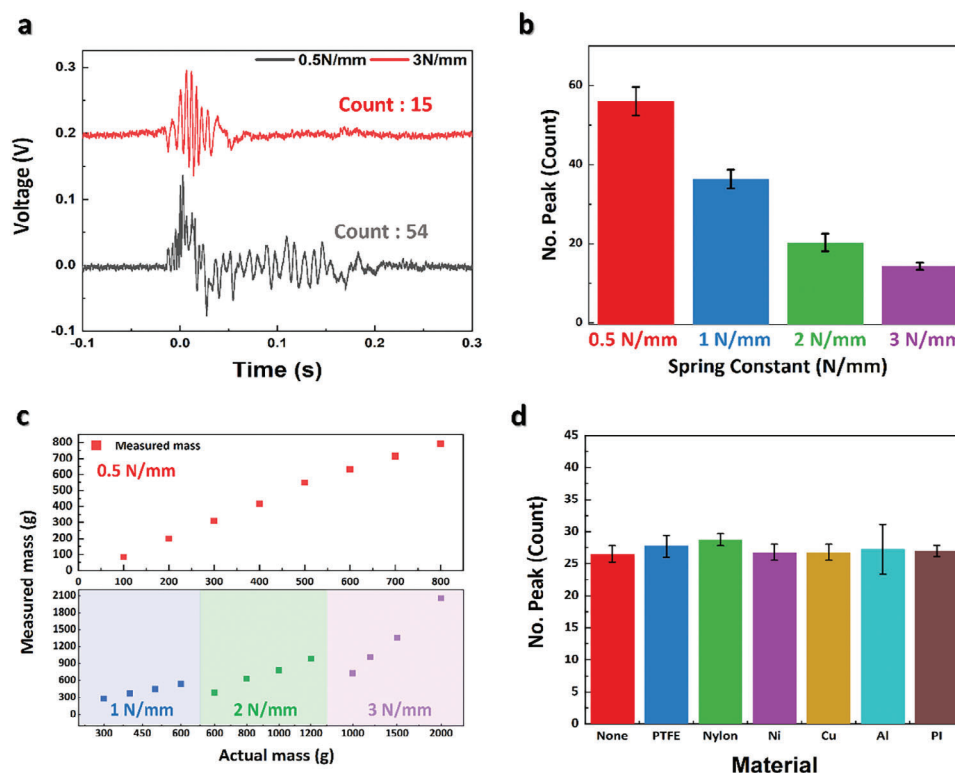 a
0.5N/mm 3N/mm
0.3
0.2
0.1
0.0
-0.1
Voltage (V)
Count : 15
Count : 54
-0.1 0.0 0.1 0.2 0.3
Time (s)
b
60
40
20
0
No. Peak (Count)
0.5 N/mm 1 N/mm 2 N/mm 3 N/mm
Spring Constant (N/mm)
c
Measured mass
0.5 N/mm
800
700
600
500
400
300
200
100
0
100 200 300 400 500 600 700 800
Measured mass (g)
2100
1800
1500
1200
900
600
300
0
1 N/mm 2 N/mm 3 N/mm
300 450 600 600 800 1000 1200 1000 1500 2000
Actual mass (g)
d
45
40
35
30
25
20
15
10
5
0
No. Peak (Count)
None PTFE Nylon Ni Cu Al PI
Material